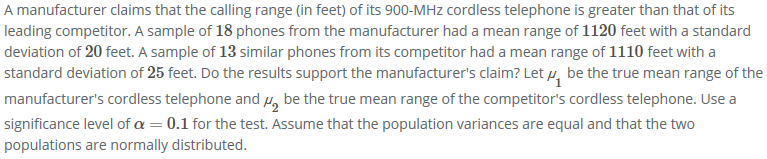 A manufacturer claims that the calling range (in feet) of its 900-MHz cordless telephone is greater than that of its
leading competitor. A sample of 18 phones from the manufacturer had a mean range of 1120 feet with a standard
deviation of 20 feet. A sample of 13 similar phones from its competitor had a mean range of 1110 feet with a
standard deviation of 25 feet. Do the results support the manufacturer's claim? Let μ₁ be the true mean range of the
manufacturer's cordless telephone and μ₂ be the true mean range of the competitor's cordless telephone. Use a
significance level of α = 0.1 for the test. Assume that the population variances are equal and that the two
populations are normally distributed.